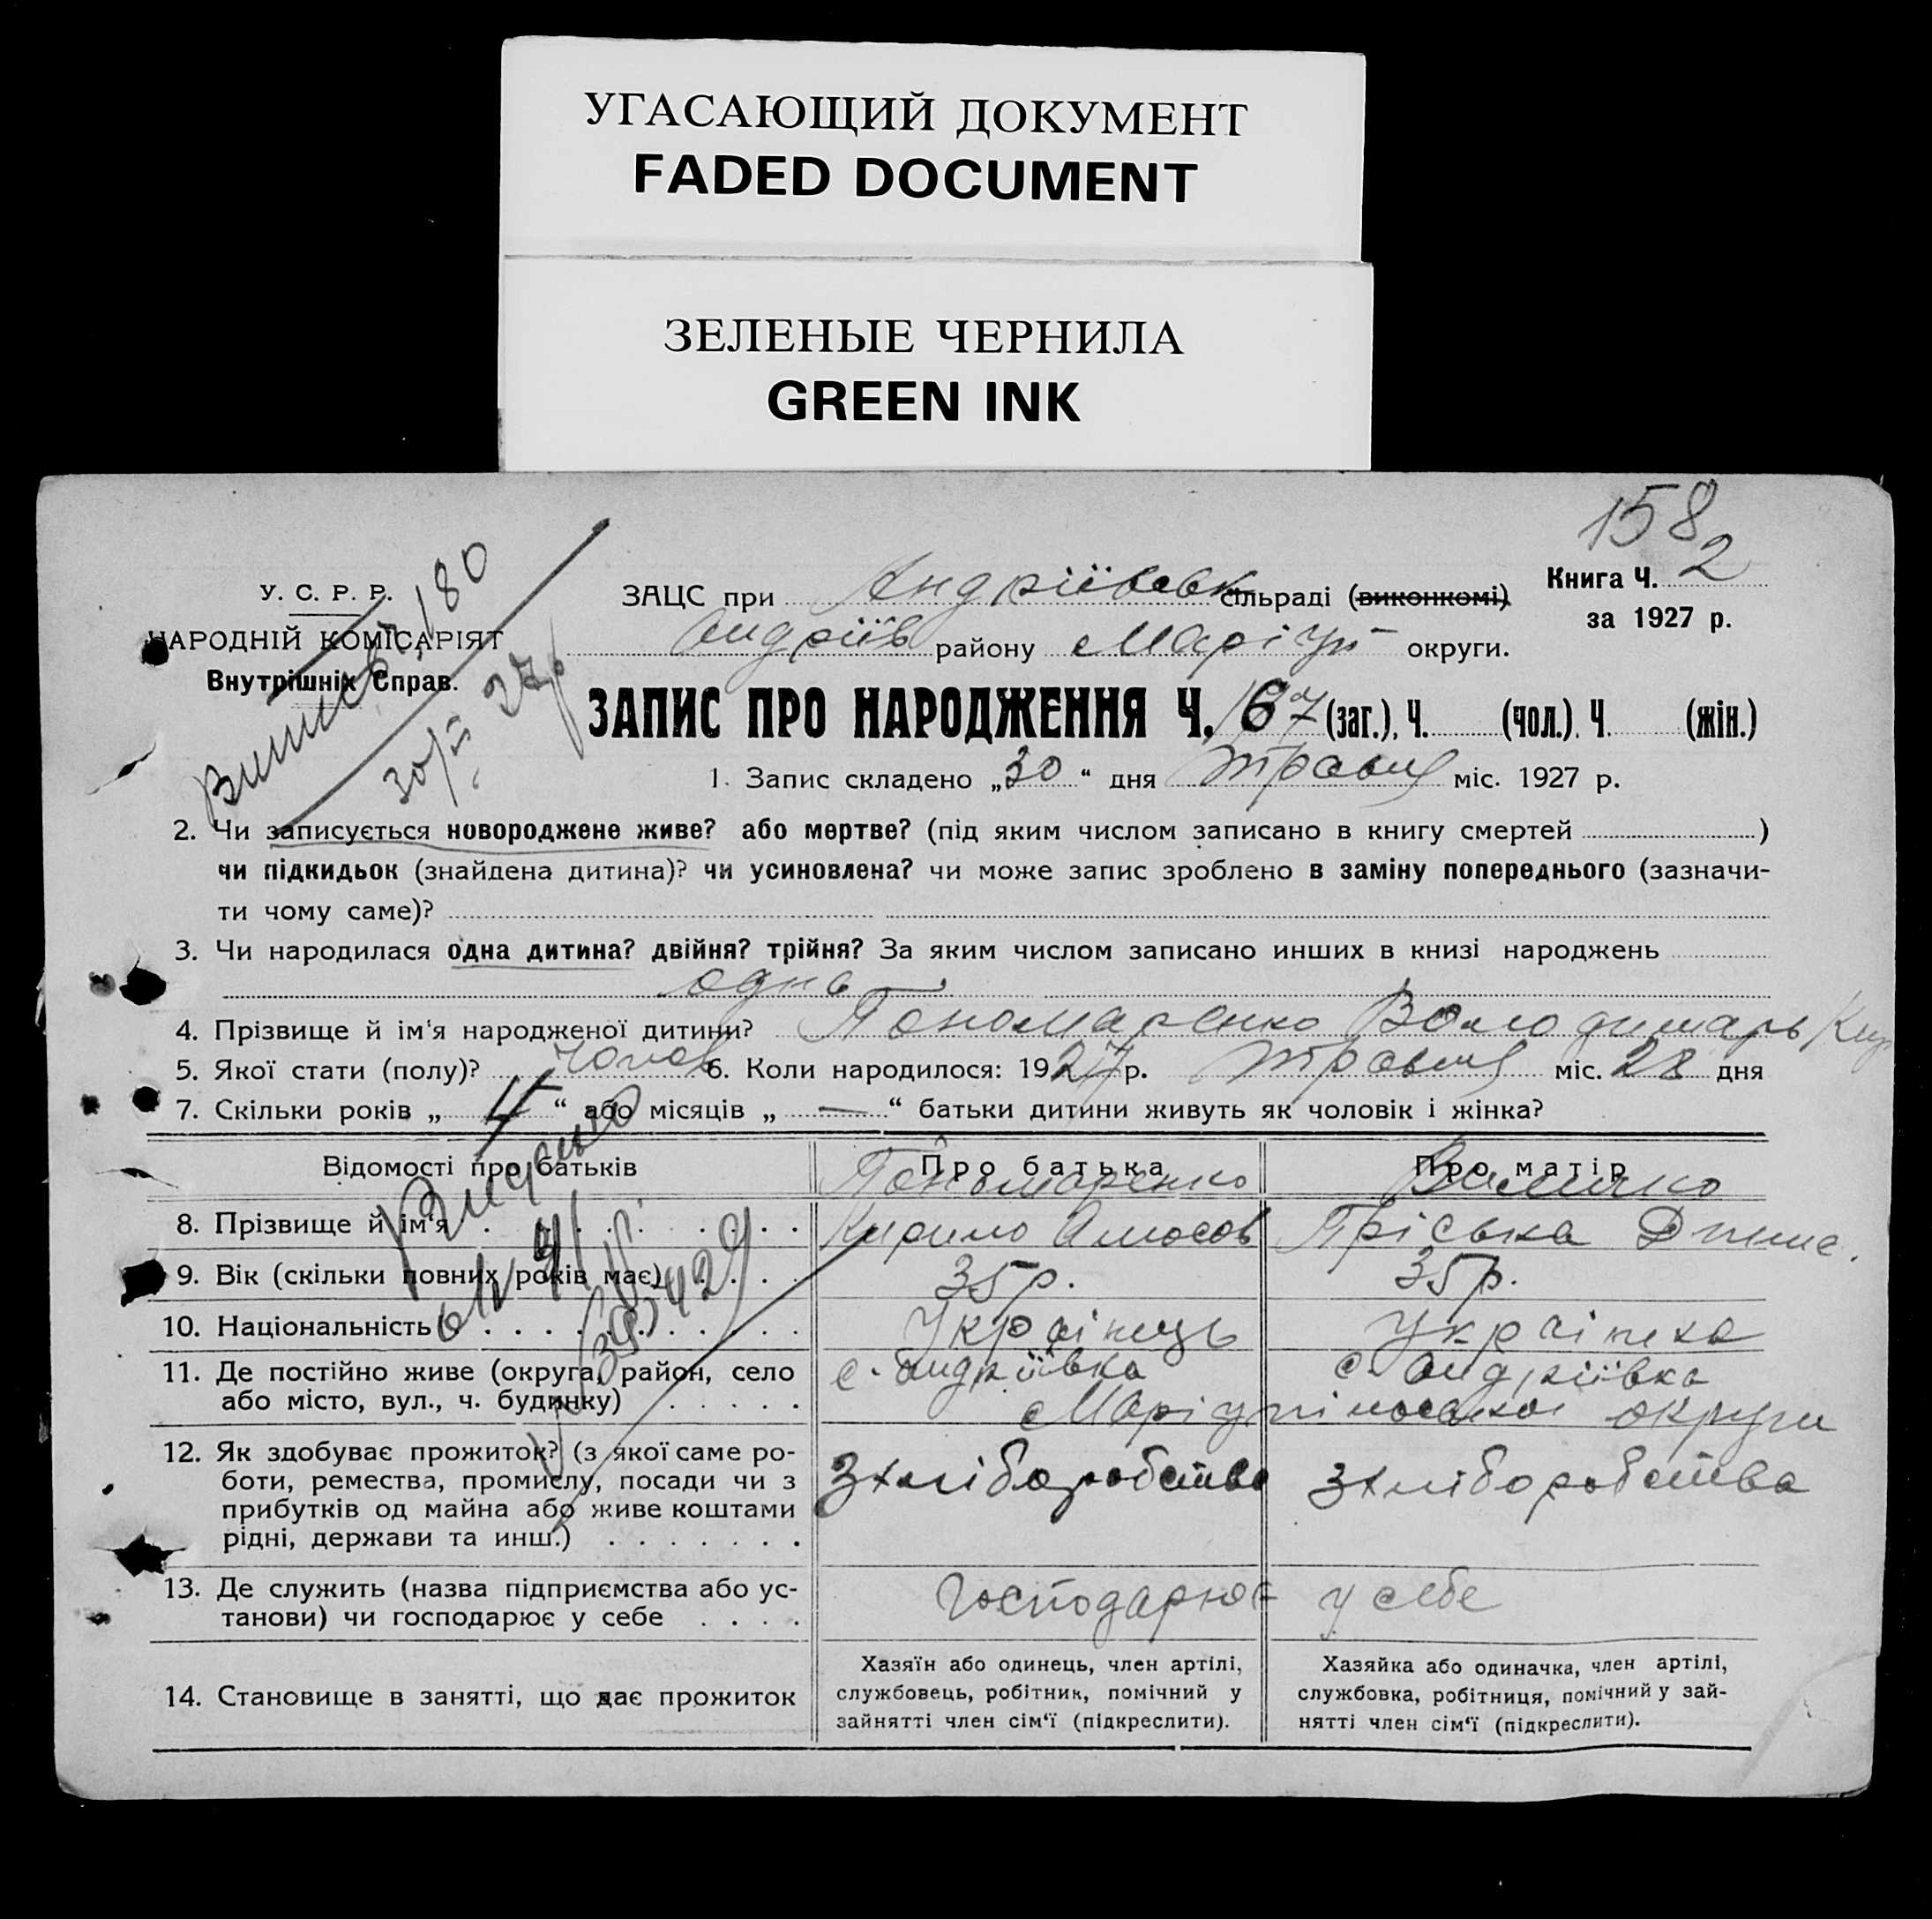 УГАСАЮЩИЙ ДОКУМЕНТ
FADED DOCUMENT
ЗЕЛЕНЫЕ ЧЕРНИЛА
GREEN INK
158
У. С. Р. Р.
НАРОДНІЙ КОМІСАРІЯТ
Внутрішніх Справ.
180
ЗАЦС при Андріївськ сільраді (виконкомі)
Книга Ч. 2
за 1927 р.
Андріїв району Маріуп округи.
ЗАПИС ПРО НАРОДЖЕННЯ Ч. 167 (заг.), Ч. (чол.), Ч. (жін.)
1. Запис складено „30“ дня травня міс. 1927 р.
2. Чи записується новороджене живе? або мертве? (під яким числом записано в книгу смертей )
чи підкидьок (знайдена дитина)? чи усиновлена? чи може запис зроблено в заміну попереднього (зазначи-
ти чому саме)?
3. Чи народилася одна дитина? двійня? трійня? За яким числом записано инших в книзі народжень
одна
4. Прізвище й ім'я народженої дитини? Пономаренко Володимарь
5. Якої стати (полу)? чолов 6. Коли народилося: 1927 р. травня міс. 28 дня
7. Скільки років „ “ або місяців „ — “ батьки дитини живуть як чоловік і жінка?
Відомості про батьків Про батька Про матір
Пономаренко
8. Прізвище й ім'я Кирило Амосов Пріська
9. Вік (скільки повних років має) 35 р. 35 р.
10. Національність Українець Українка
11. Де постійно живе (округа, район, село с. Андріївка с. Андріївка
або місто, вул., ч. будинку) Маріупільської округи
12. Як здобуває прожиток? (з якої саме ро-
боти, ремества, промислу, посади чи з
прибутків од майна або живе коштами
рідні, держави та инш.)
З хліборобства З хліборобства
13. Де служить (назва підприємства або ус-
танови) чи господарює у себе Господарює у себе
14. Становище в занятті, що дає прожиток
Хазяїн або одинець, член артілі,
службовець, робітник, помічний у
зайнятті член сім‘ї (підкреслити).
Хазяйка або одиначка, член артілі,
службовка, робітниця, помічний у зай-
нятті член сім‘ї (підкреслити).